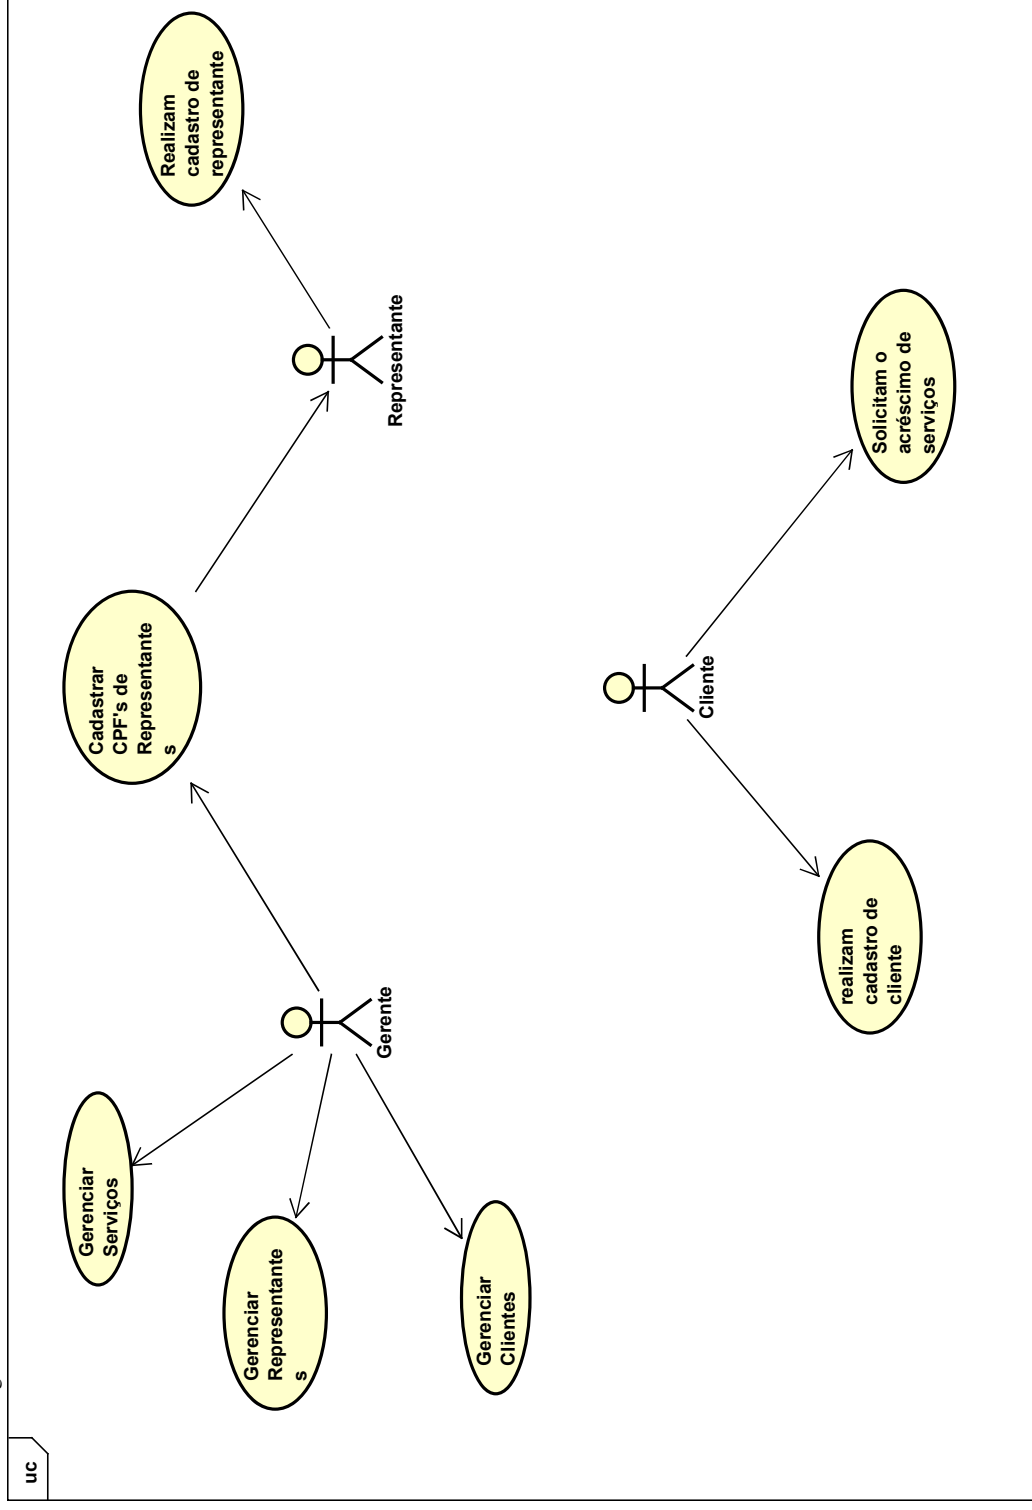 uc
Gerenciar
Serviços
Gerenciar
Representante
s
Gerenciar
Clientes
Gerente
Cadastrar
CPF's de
Representante
s
Representante
Realizam
cadastro de
representante
Cliente
realizam
cadastro de
cliente
Solicitam o
acréscimo de
serviços